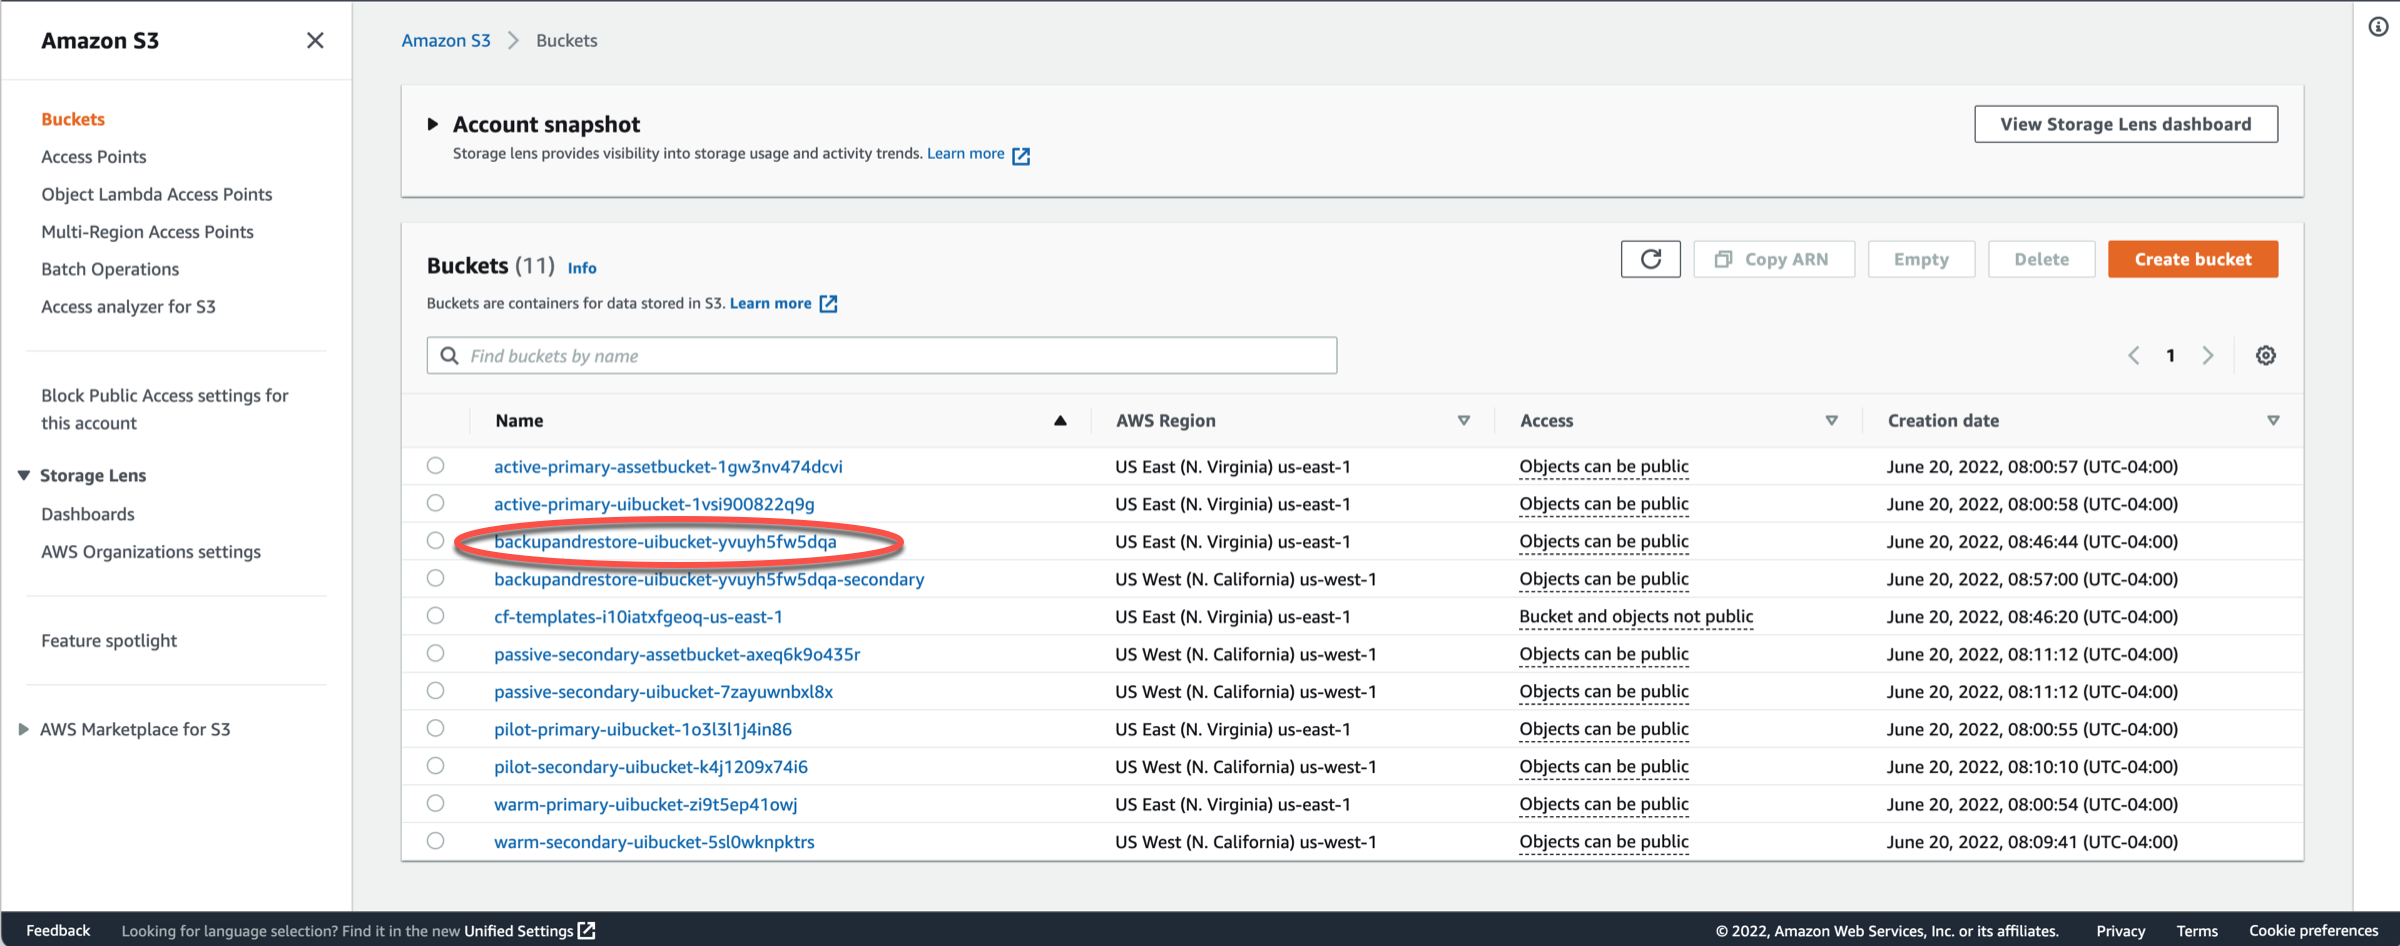 Amazon S3
Buckets
Access Points
Object Lambda Access Points
Multi-Region Access Points
Batch Operations
Access analyzer for S3
Block Public Access settings for
this account
Storage Lens
Dashboards
AWS Organizations settings
Feature spotlight
AWS Marketplace for S3
Amazon S3 Buckets
Account snapshot
Storage lens provides visibility into storage usage and activity trends. Learn more
View Storage Lens dashboard
Buckets (11) Info
Buckets are containers for data stored in S3. Learn more
Copy ARN Empty Delete Create bucket
Find buckets by name
1
Name AWS Region Access Creation date
active-primary-assetbucket-1gw3nv474dcvi US East (N. Virginia) us-east-1 Objects can be public June 20, 2022, 08:00:57 (UTC-04:00)
active-primary-uibucket-1vsi900822q9g US East (N. Virginia) us-east-1 Objects can be public June 20, 2022, 08:00:58 (UTC-04:00)
backupandrestore-uibucket-yvuyh5fw5dqa US East (N. Virginia) us-east-1 Objects can be public June 20, 2022, 08:46:44 (UTC-04:00)
backupandrestore-uibucket-yvuyh5fw5dqa-secondary US West (N. California) us-west-1 Objects can be public June 20, 2022, 08:57:00 (UTC-04:00)
cf-templates-i10iatxfgeoq-us-east-1 US East (N. Virginia) us-east-1 Bucket and objects not public June 20, 2022, 08:46:20 (UTC-04:00)
passive-secondary-assetbucket-axeq6k9o435r US West (N. California) us-west-1 Objects can be public June 20, 2022, 08:11:12 (UTC-04:00)
passive-secondary-uibucket-7zayuwnbxl8x US West (N. California) us-west-1 Objects can be public June 20, 2022, 08:11:12 (UTC-04:00)
pilot-primary-uibucket-1o3l3l1j4in86 US East (N. Virginia) us-east-1 Objects can be public June 20, 2022, 08:00:55 (UTC-04:00)
pilot-secondary-uibucket-k4j1209x74i6 US West (N. California) us-west-1 Objects can be public June 20, 2022, 08:10:10 (UTC-04:00)
warm-primary-uibucket-zi9t5ep41owj US East (N. Virginia) us-east-1 Objects can be public June 20, 2022, 08:00:54 (UTC-04:00)
warm-secondary-uibucket-5sl0wknpktrs US West (N. California) us-west-1 Objects can be public June 20, 2022, 08:09:41 (UTC-04:00)
Feedback Looking for language selection? Find it in the new Unified Settings © 2022, Amazon Web Services, Inc. or its affiliates. Privacy Terms Cookie preferences